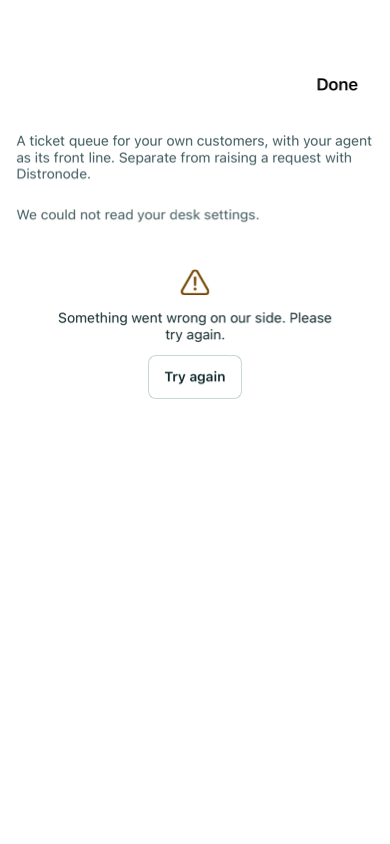 Done
A ticket queue for your own customers, with your agent
as its front line. Separate from raising a request with
Distronode.
We could not read your desk settings.
Something went wrong on our side. Please
try again.
Try again